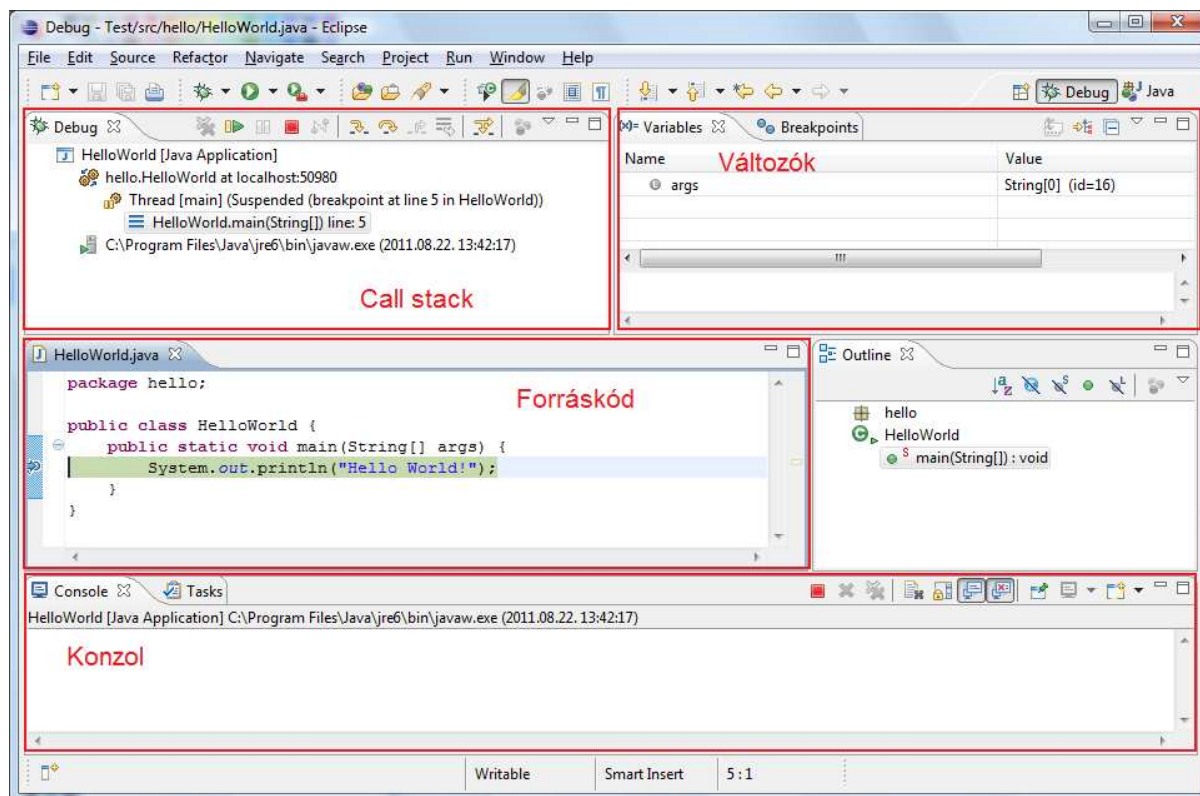 Debug - Test/src/hello/HelloWorld.java - Eclipse
File Edit Source Refactor Navigate Search Project Run Window Help
Debug Java
Debug
HelloWorld [Java Application]
hello.HelloWorld at localhost:50980
Thread [main] (Suspended (breakpoint at line 5 in HelloWorld))
HelloWorld.main(String[]) line: 5
C:\Program Files\Java\jre6\bin\javaw.exe (2011.08.22. 13:42:17)
Call stack
(x)= Variables Breakpoints
Name Value
Változók
args String[0] (id=16)
HelloWorld.java
package hello;
Forráskód
public class HelloWorld {
public static void main(String[] args) {
System.out.println("Hello World!");
}
}
Outline
hello
HelloWorld
S main(String[]) : void
Console Tasks
HelloWorld [Java Application] C:\Program Files\Java\jre6\bin\javaw.exe (2011.08.22. 13:42:17)
Konzol
Writable Smart Insert 5 : 1